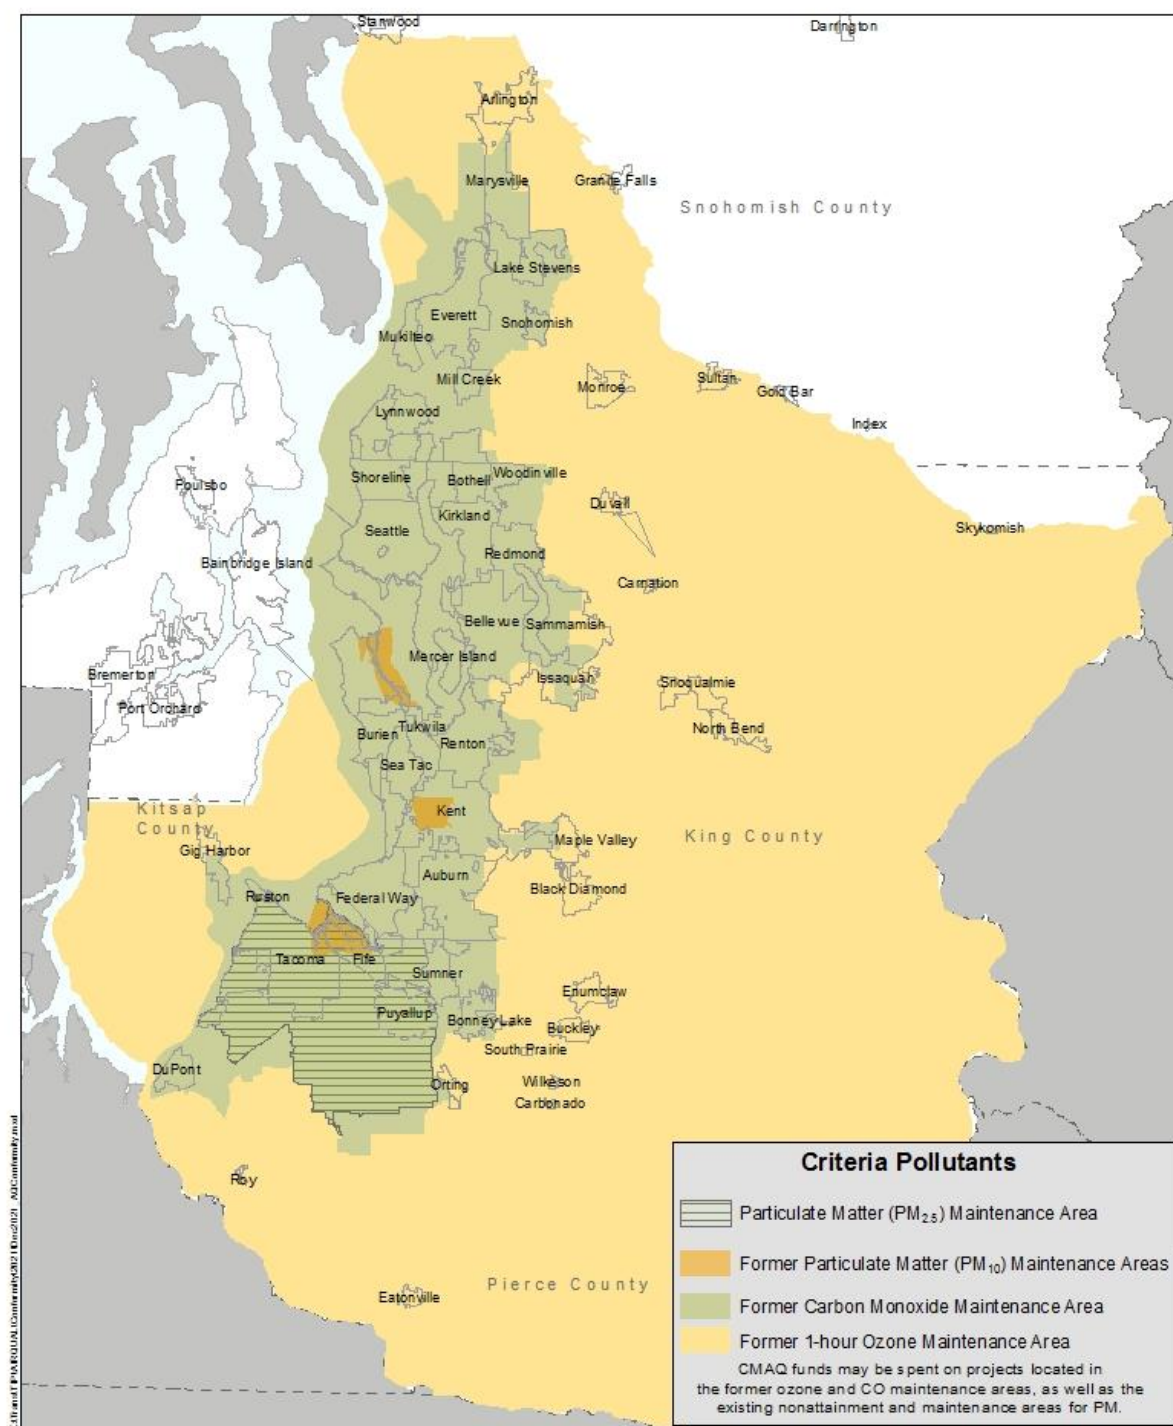 Stanwood
Darrington
Arlington
Marysville
Granite Falls
Snohomish County
Lake Stevens
Everett
Snohomish
Mukilteo
Mill Creek
Monroe
Sultan
Gold Bar
Lynnwood
Index
Shoreline
Bothell
Woodinville
Poulsbo
Duvall
Kirkland
Seattle
Skykomish
Redmond
Bainbridge Island
Carnation
Bellevue
Sammamish
Mercer Island
Bremerton
Issaquah
Snoqualmie
Port Orchard
Tukwila
North Bend
Burien
Renton
Sea Tac
Kitsap
County
Kent
King County
Maple Valley
Gig Harbor
Auburn
Black Diamond
Ruston
Federal Way
Tacoma
Fife
Sumner
Enumclaw
Puyallup
Bonney Lake
Buckley
South Prairie
DuPont
Orting
Wilkeson
Carbonado
Roy
Pierce County
Eatonville
Criteria Pollutants
Particulate Matter (PM2.5) Maintenance Area
Former Particulate Matter (PM10) Maintenance Areas
Former Carbon Monoxide Maintenance Area
Former 1-hour Ozone Maintenance Area
CMAQ funds may be spent on projects located in
the former ozone and CO maintenance areas, as well as the
existing nonattainment and maintenance areas for PM.